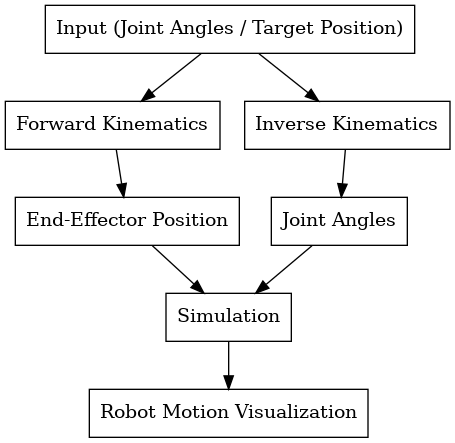 Input (Joint Angles / Target Position)
Forward Kinematics
Inverse Kinematics
End-Effector Position
Joint Angles
Simulation
Robot Motion Visualization